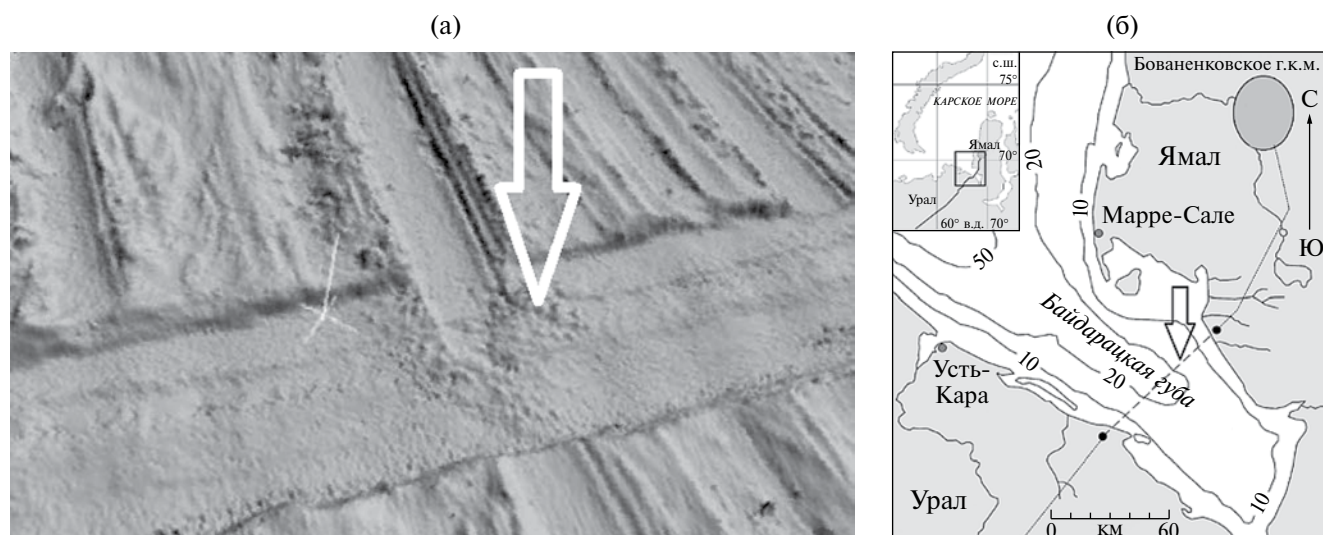 (а)
(б)
с.ш.
75°
КАРСКОЕ МОРЕ
Ямал
70°
Урал
60° в.д. 70°
Бованенковское г.к.м.
С
Ю
Ямал
Марре-Сале
20
10
50
Байдарацкая губа
Усть-
Кара
10
20
Урал
10
0 КМ 60